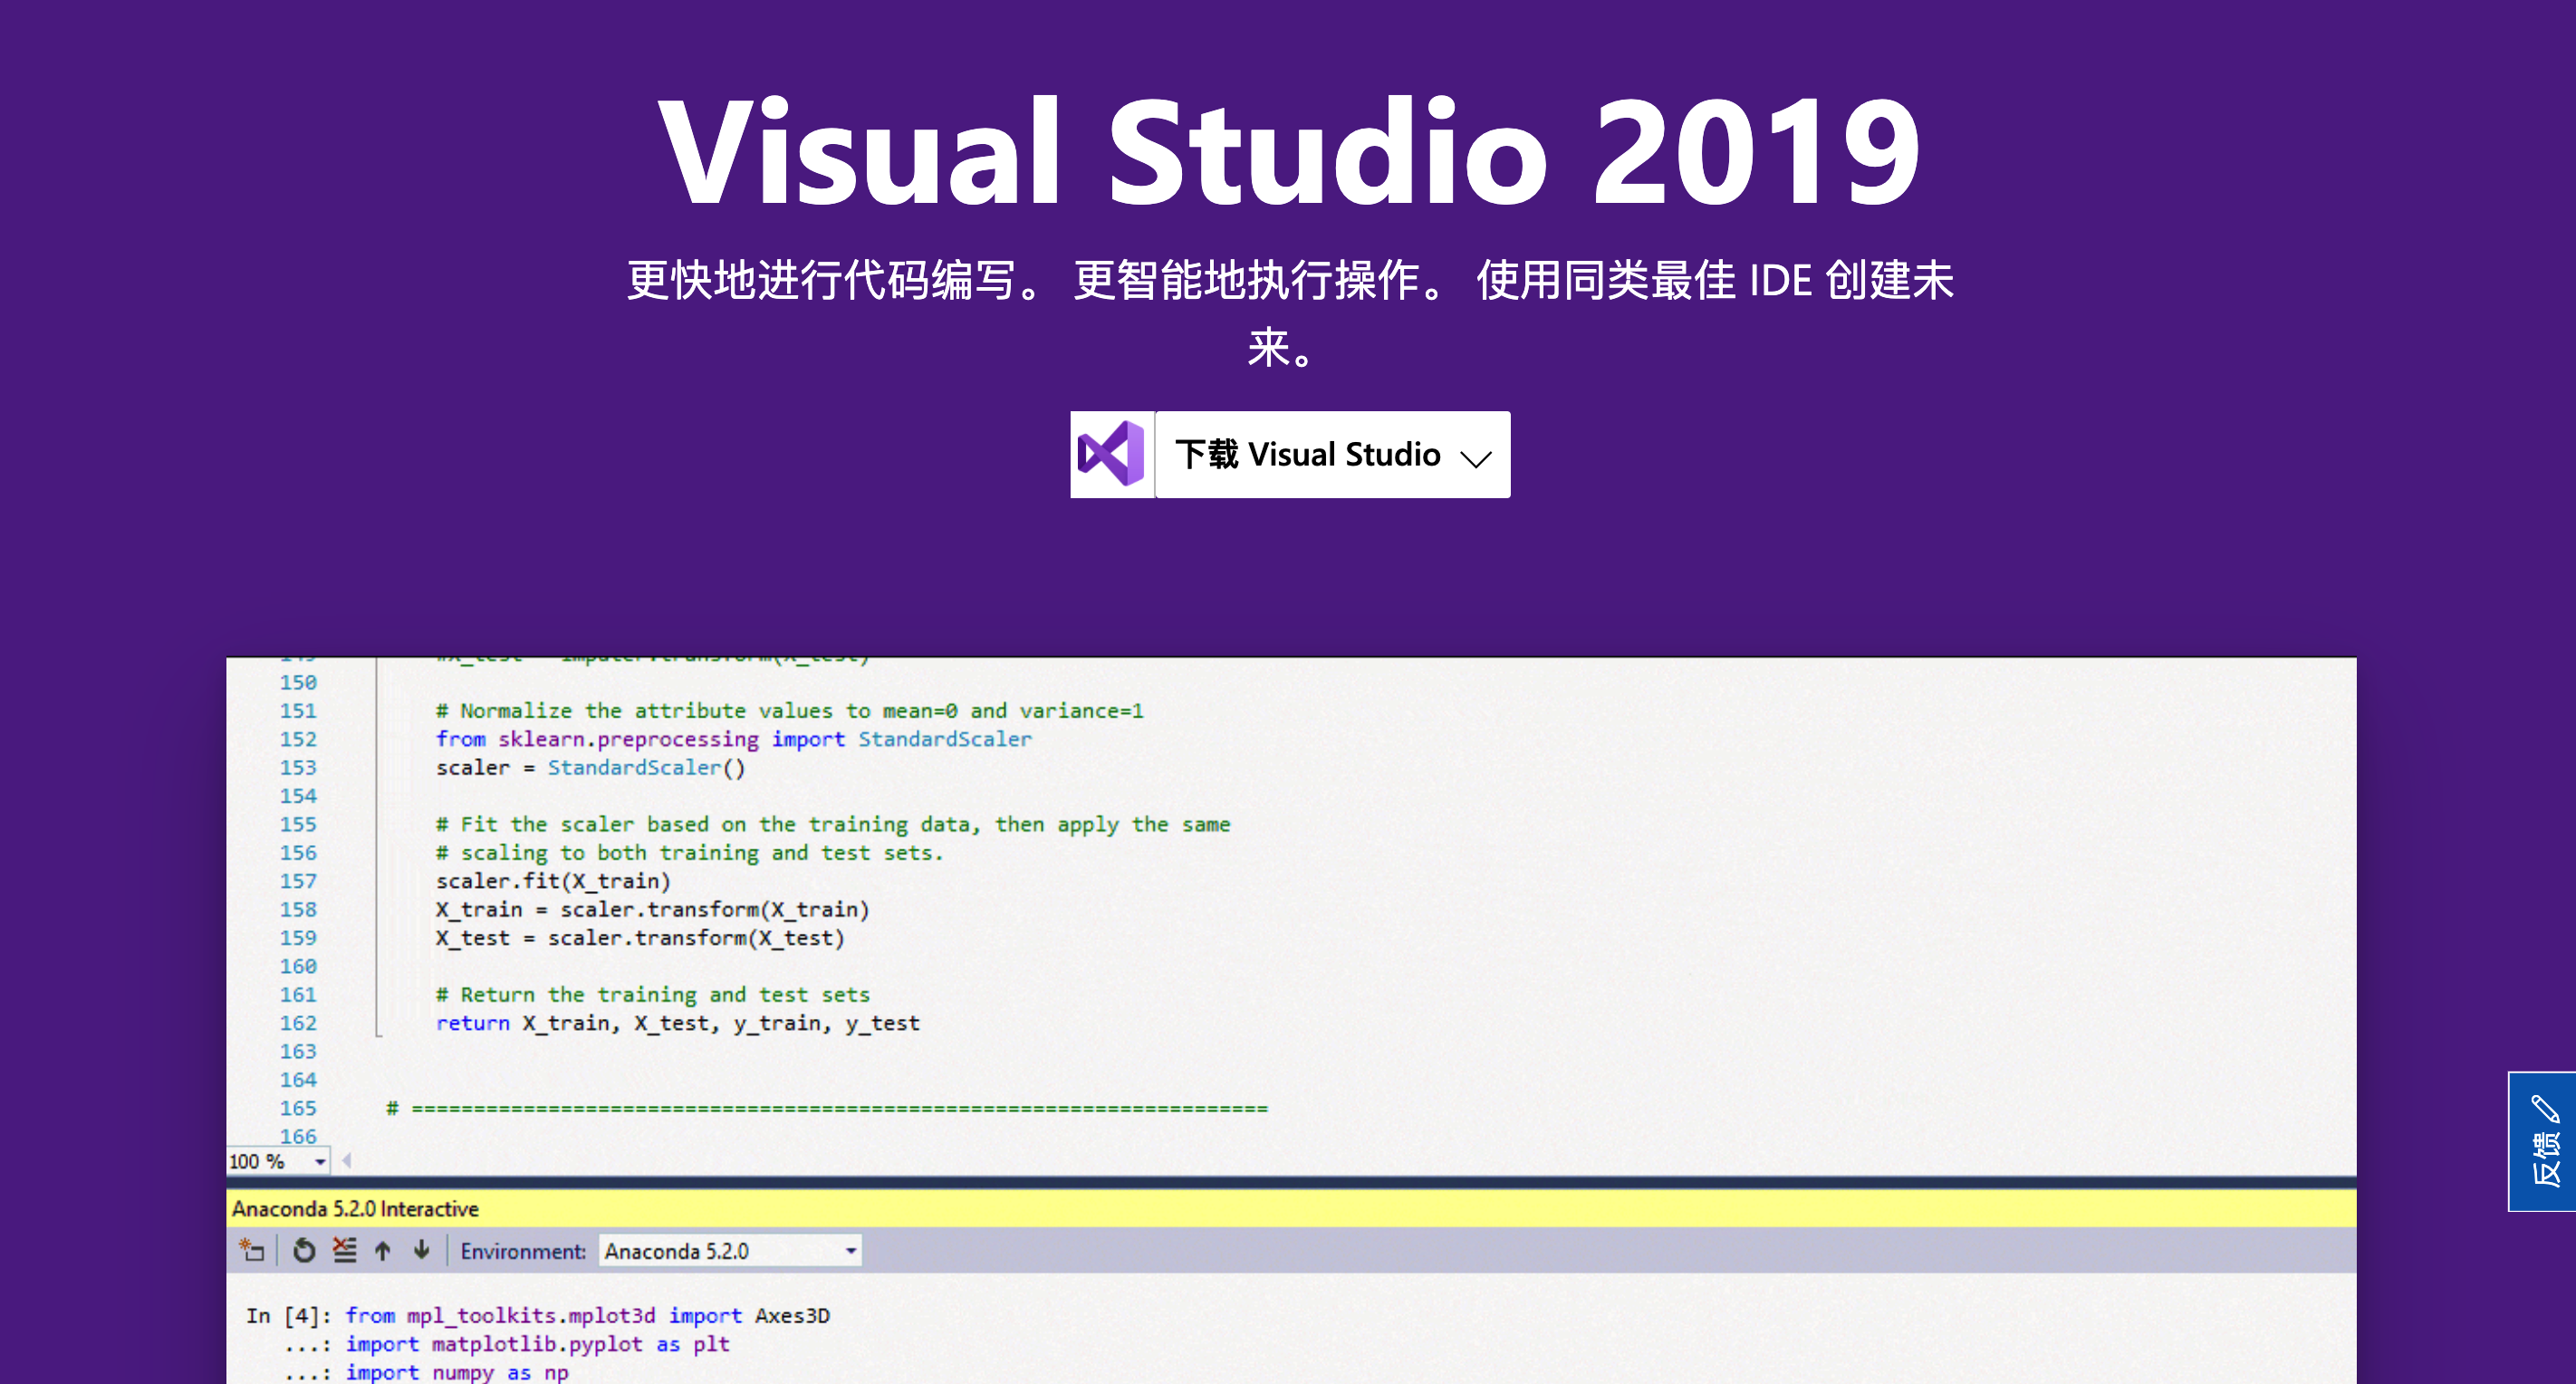 Visual Studio 2019
更快地进行代码编写。 更智能地执行操作。 使用同类最佳 IDE 创建未
来。
下载 Visual Studio
150
151 # Normalize the attribute values to mean=0 and variance=1
152 from sklearn.preprocessing import StandardScaler
153 scaler = StandardScaler()
154
155 # Fit the scaler based on the training data, then apply the same
156 # scaling to both training and test sets.
157 scaler.fit(X_train)
158 X_train = scaler.transform(X_train)
159 X_test = scaler.transform(X_test)
160
161 # Return the training and test sets
162 return X_train, X_test, y_train, y_test
163
164
165 # =====================================================================
166
100 %
反馈
Anaconda 5.2.0 Interactive
Environment: Anaconda 5.2.0
In [4]: from mpl_toolkits.mplot3d import Axes3D
...: import matplotlib.pyplot as plt
...: import numpy as np